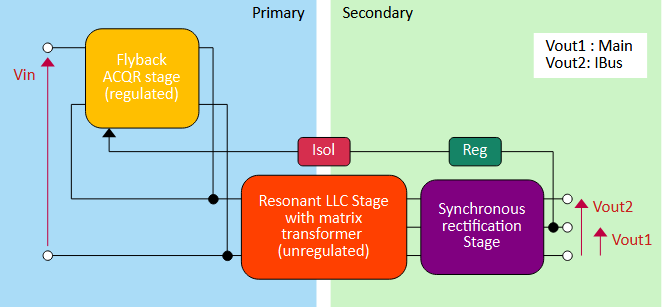 Primary
Secondary
Vout1 : Main
Vout2: IBus
Vin
Flyback
ACQR stage
(regulated)
Isol
Reg
Resonant LLC Stage
with matrix
transformer
(unregulated)
Synchronous
rectification
Stage
Vout2
Vout1